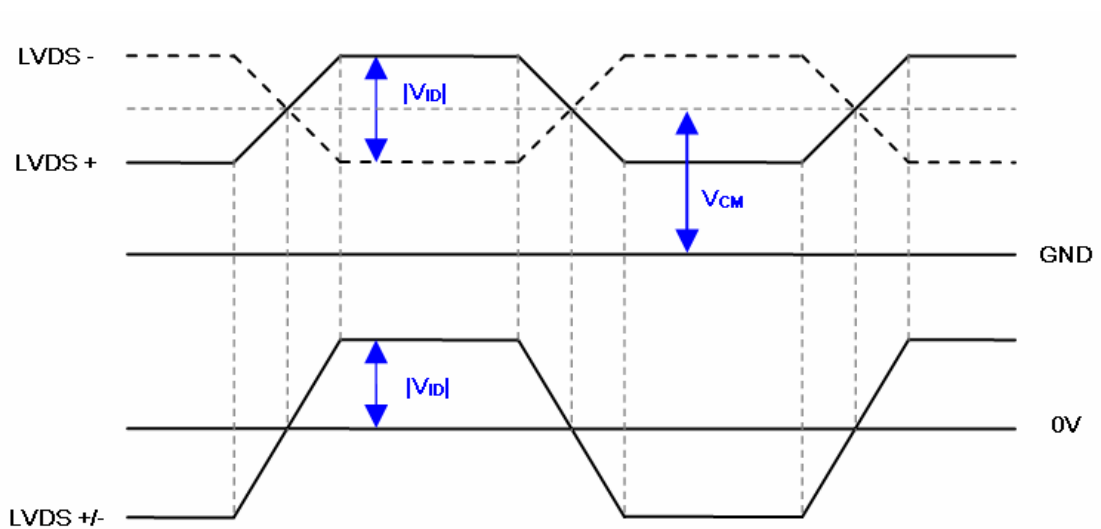 LVDS -
|VID|
LVDS +
VCM
GND
|VID|
0V
LVDS +/-